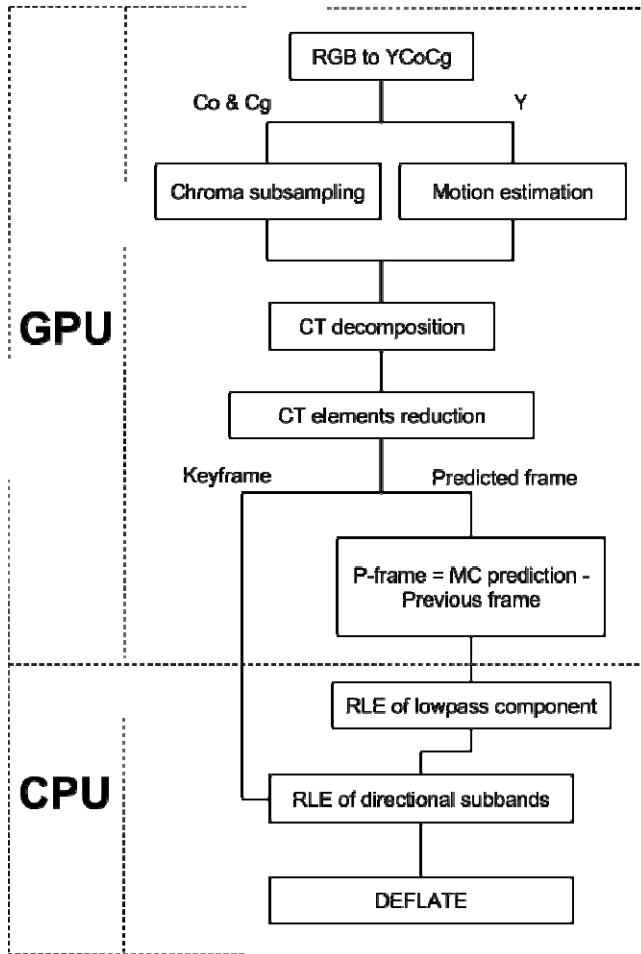 RGB to YCoCg
Co & Cg
Y
Chroma subsampling
Motion estimation
GPU
CT decomposition
CT elements reduction
Keyframe
Predicted frame
P-frame = MC prediction -
Previous frame
RLE of lowpass component
CPU
RLE of directional subbands
DEFLATE